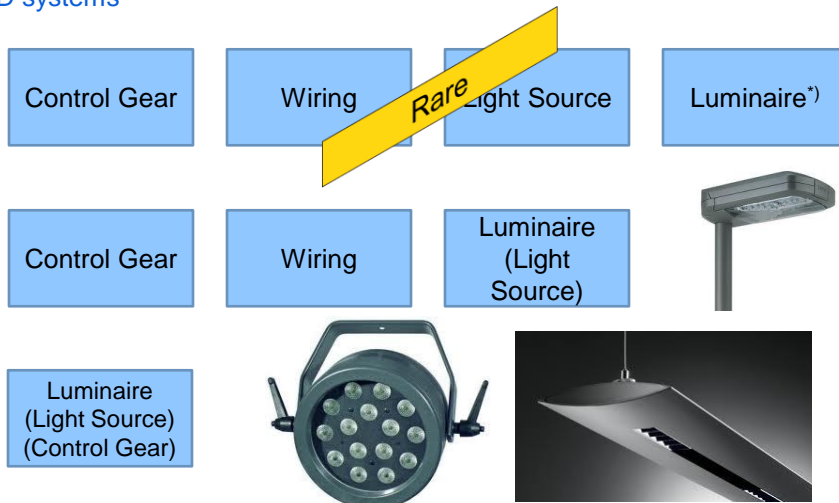 D systems
Control Gear
Wiring
Rare
Light Source
Luminaire*)
Control Gear
Wiring
Luminaire
(Light
Source)
Luminaire
(Light Source)
(Control Gear)